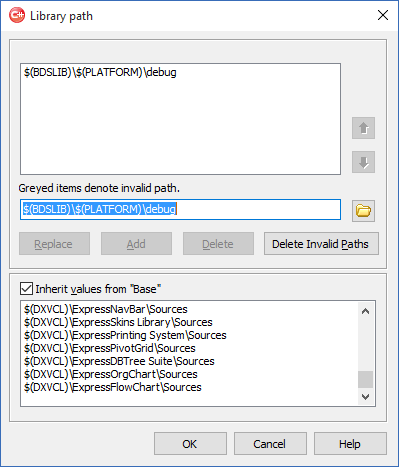 Library path
$(BDSLIB)\$(PLATFORM)\debug
Greyed items denote invalid path.
$(BDSLIB)\$(PLATFORM)\debug
Replace Add Delete Delete Invalid Paths
Inherit values from "Base"
$(DXVCL)\ExpressNavBar\Sources
$(DXVCL)\ExpressSkins Library\Sources
$(DXVCL)\ExpressPrinting System\Sources
$(DXVCL)\ExpressPivotGrid\Sources
$(DXVCL)\ExpressDBTree Suite\Sources
$(DXVCL)\ExpressOrgChart\Sources
$(DXVCL)\ExpressFlowChart\Sources
OK Cancel Help